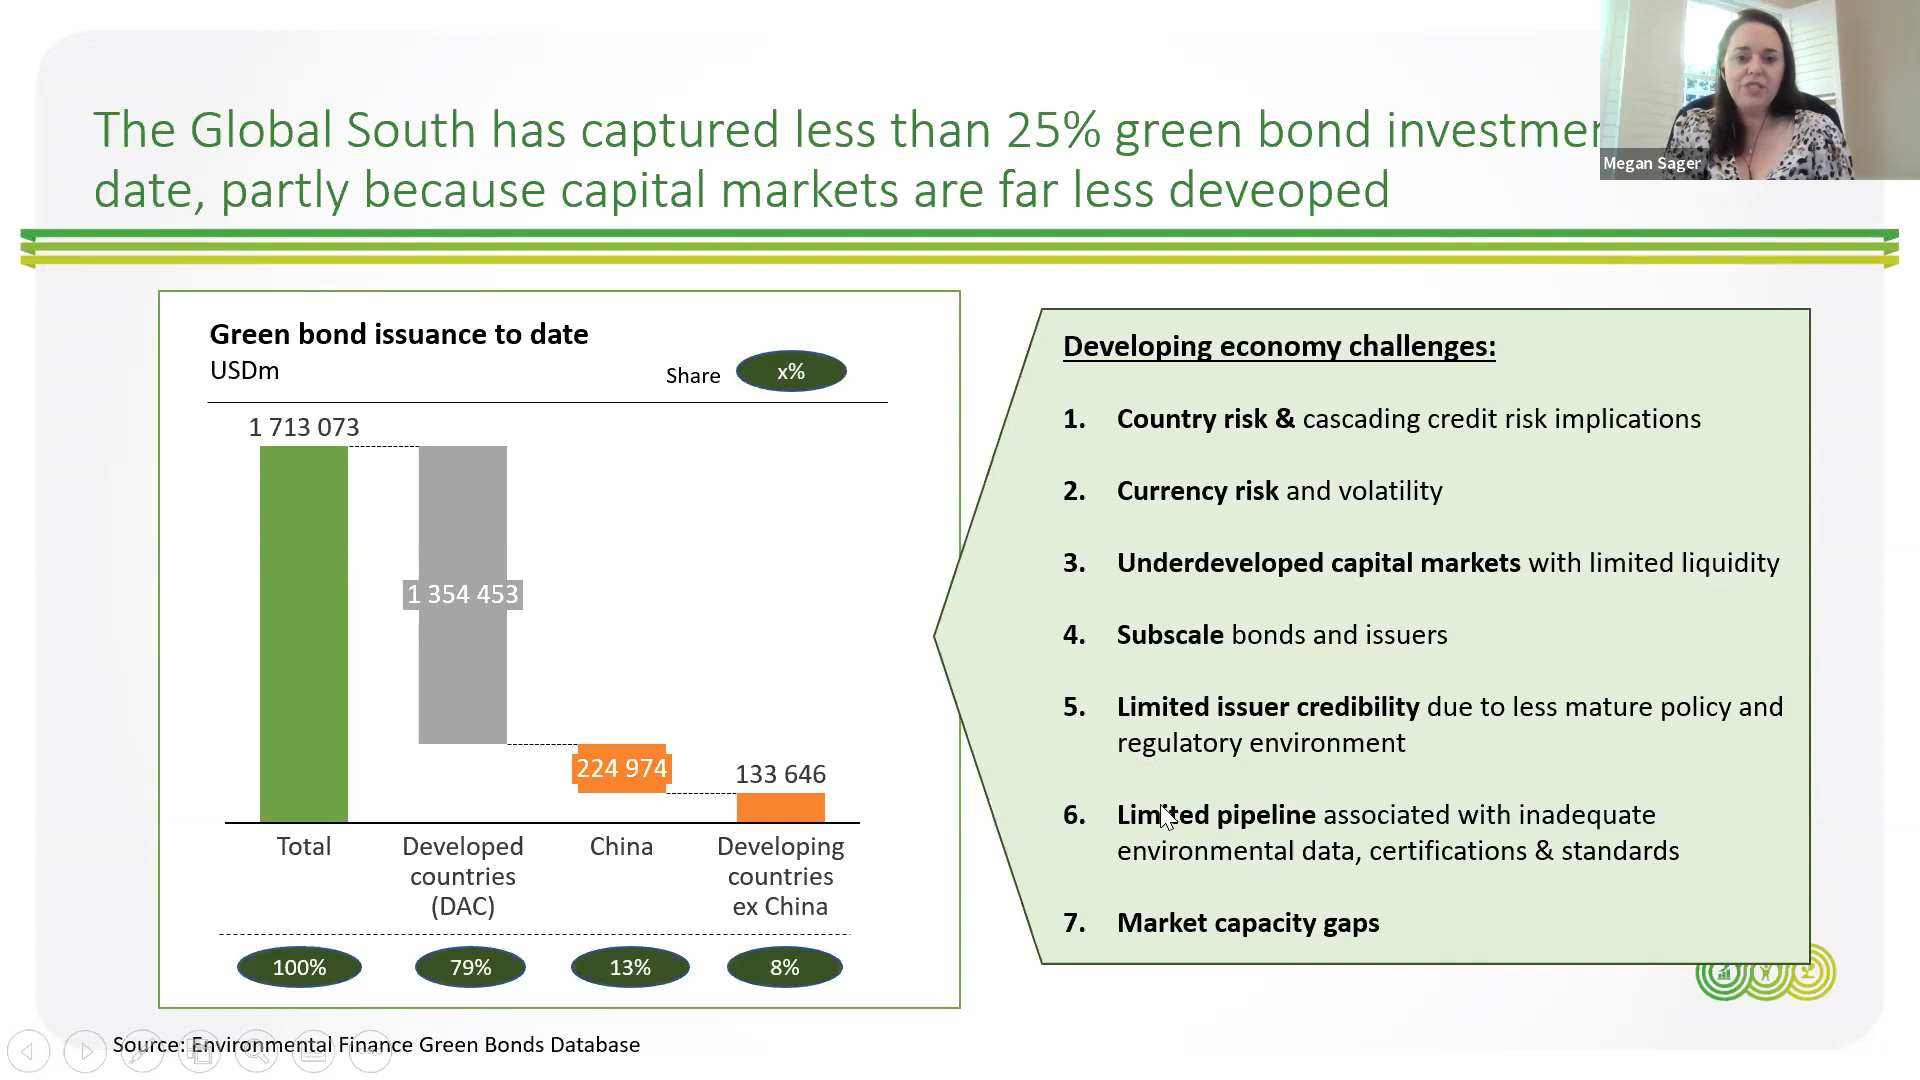 The Global South has captured less than 25% green bond investmen
date, partly because capital markets are far less deveoped
Megan Sager
Green bond issuance to date
USDm
Share x%
1 713 073
1 354 453
224 974
133 646
Total
Developed
countries
(DAC)
China
Developing
countries
ex China
100% 79% 13% 8%
Developing economy challenges:
1. Country risk & cascading credit risk implications
2. Currency risk and volatility
3. Underdeveloped capital markets with limited liquidity
4. Subscale bonds and issuers
5. Limited issuer credibility due to less mature policy and
regulatory environment
6. Limited pipeline associated with inadequate
environmental data, certifications & standards
7. Market capacity gaps
Source: Environmental Finance Green Bonds Database